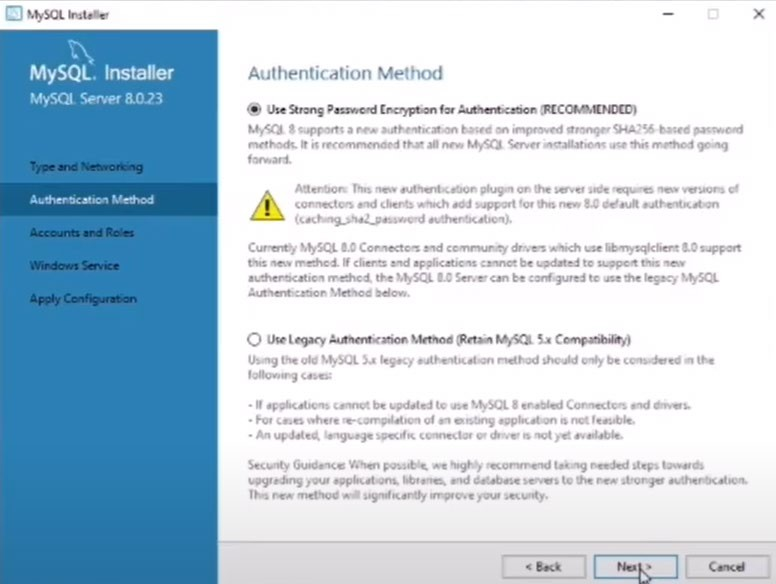 MySQL Installer
MySQL. Installer
MySQL Server 8.0.23
Type and Networking
Authentication Method
Accounts and Roles
Windows Service
Apply Configuration
Authentication Method
Use Strong Password Encryption for Authentication (RECOMMENDED)
MySQL 8 supports a new authentication based on improved stronger SHA256-based password
methods. It is recommended that all new MySQL Server installations use this method going
forward.
Attention: This new authentication plugin on the server side requires new versions of
connectors and clients which add support for this new 8.0 default authentication
(caching_sha2_password authentication).
Currently MySQL 8.0 Connectors and community drivers which use libmysqlclient 8.0 support
this new method. If clients and applications cannot be updated to support this new
authentication method, the MySQL 8.0 Server can be configured to use the legacy MySQL
Authentication Method below.
Use Legacy Authentication Method (Retain MySQL 5.x Compatibility)
Using the old MySQL 5.x legacy authentication method should only be considered in the
following cases:
- If applications cannot be updated to use MySQL 8 enabled Connectors and drivers.
- For cases where re-compilation of an existing application is not feasible.
- An updated, language specific connector or driver is not yet available.
Security Guidance: When possible, we highly recommend taking needed steps towards
upgrading your applications, libraries, and database servers to the new stronger authentication.
This new method will significantly improve your security.
< Back
Next >
Cancel